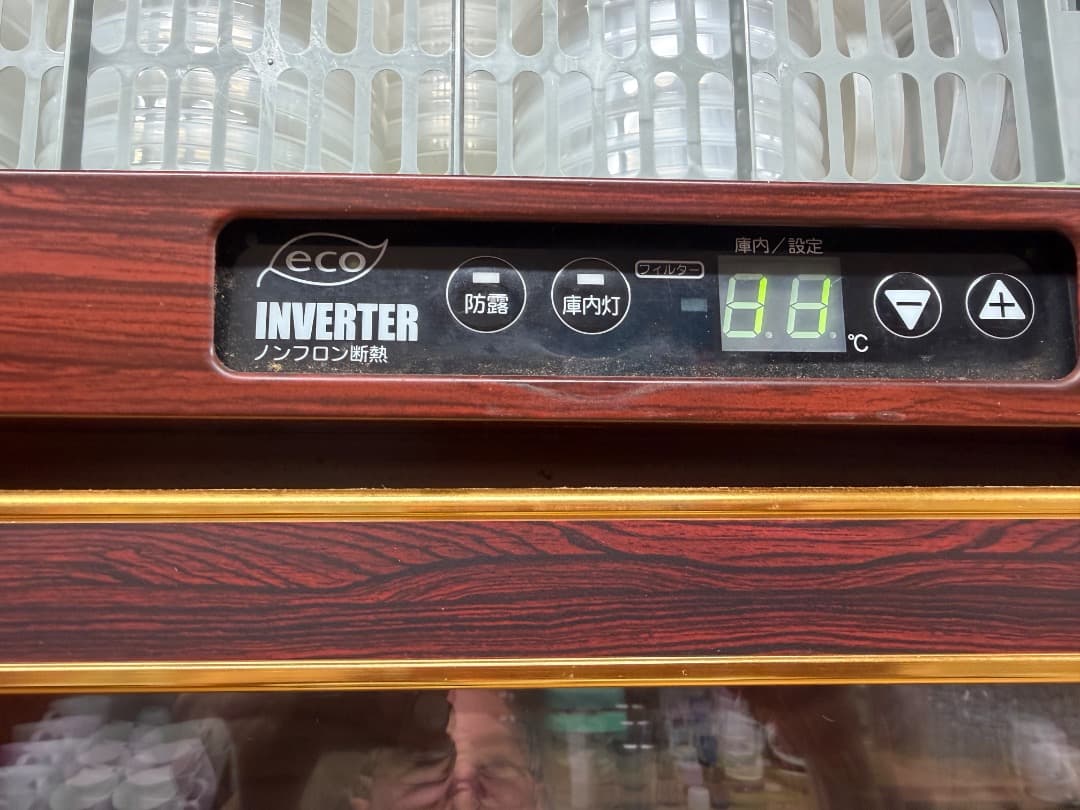 eco
INVERTER
ノンフロン断熱
防露
庫内灯
フィルター
庫内／設定
℃